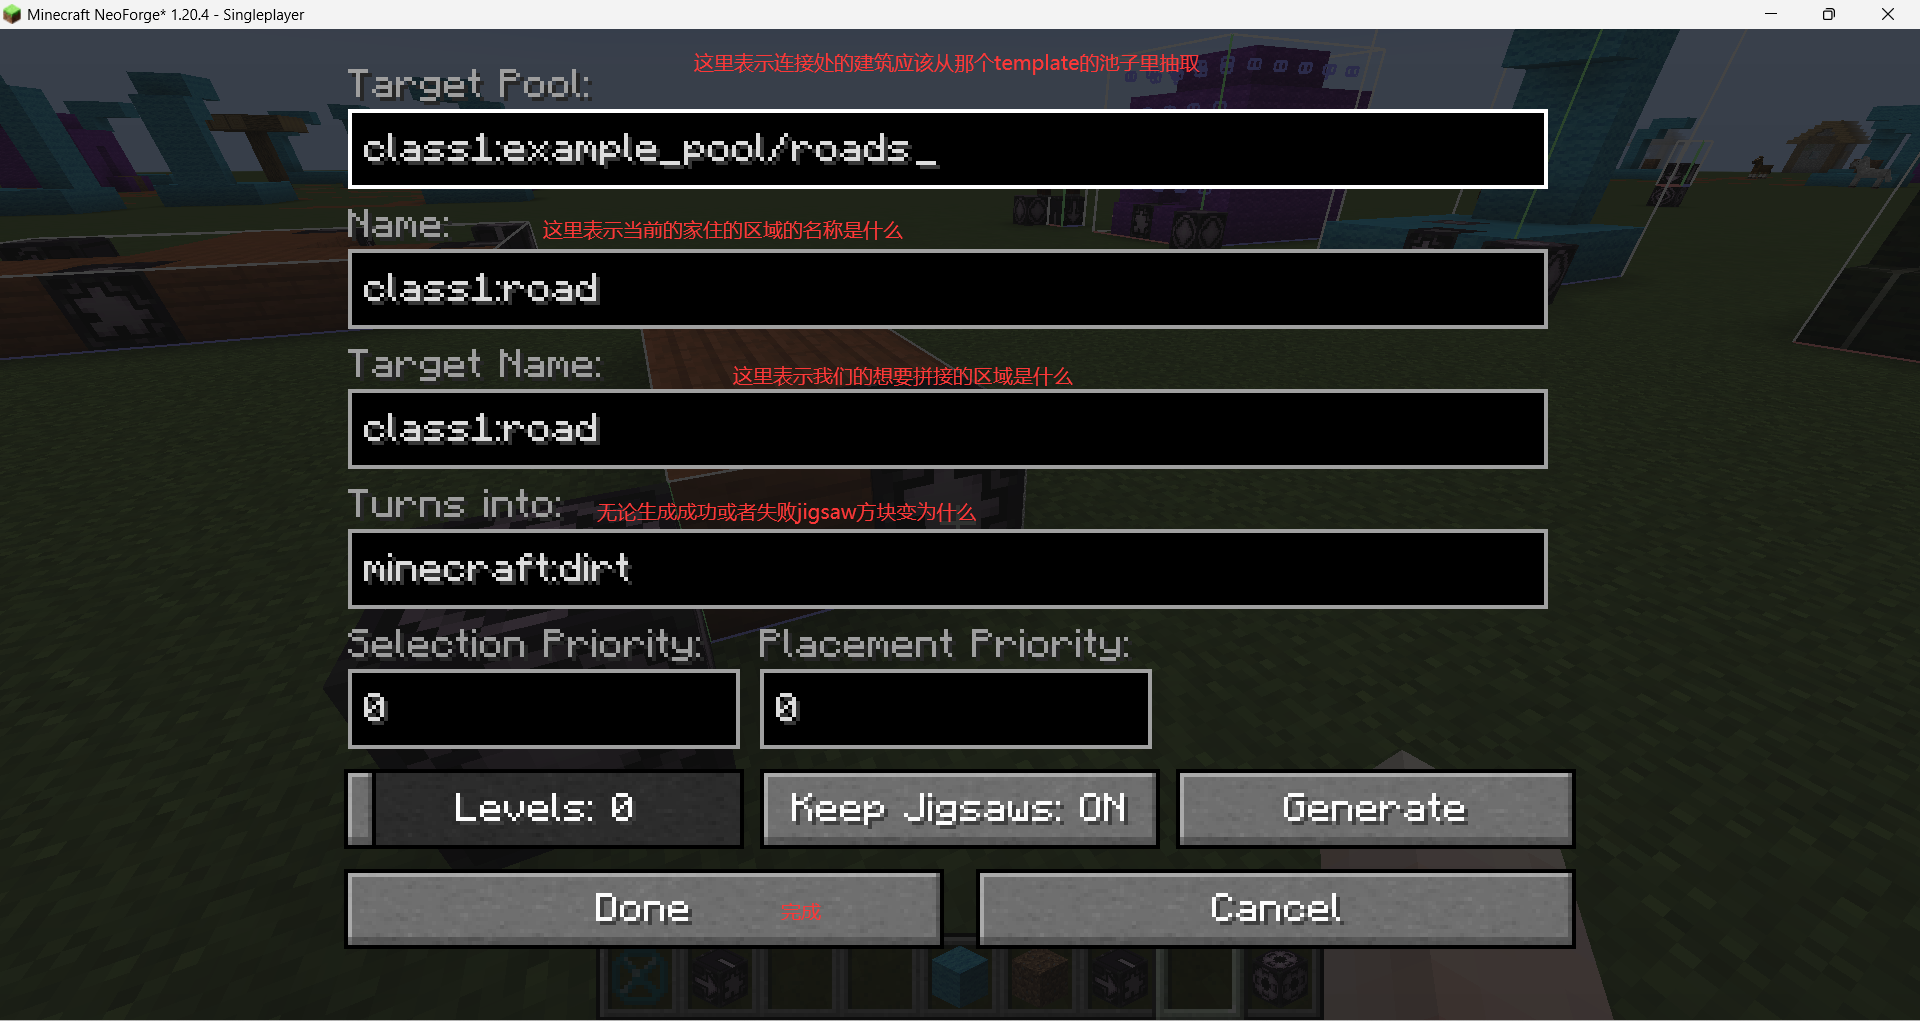 Minecraft NeoForge* 1.20.4 - Singleplayer
这里表示连接处的建筑应该从那个template的池子里抽取
Target Pool:
class1:example_pool/roads_
Name:
这里表示当前的家住的区域的名称是什么
class1:road
Target Name:
这里表示我们的想要拼接的区域是什么
class1:road
Turns into:
无论生成成功或者失败jigsaw方块变为什么
minecraft:dirt
Selection Priority:
Placement Priority:
0
0
Levels: 0
Keep Jigsaws: ON
Generate
Done
完成
Cancel